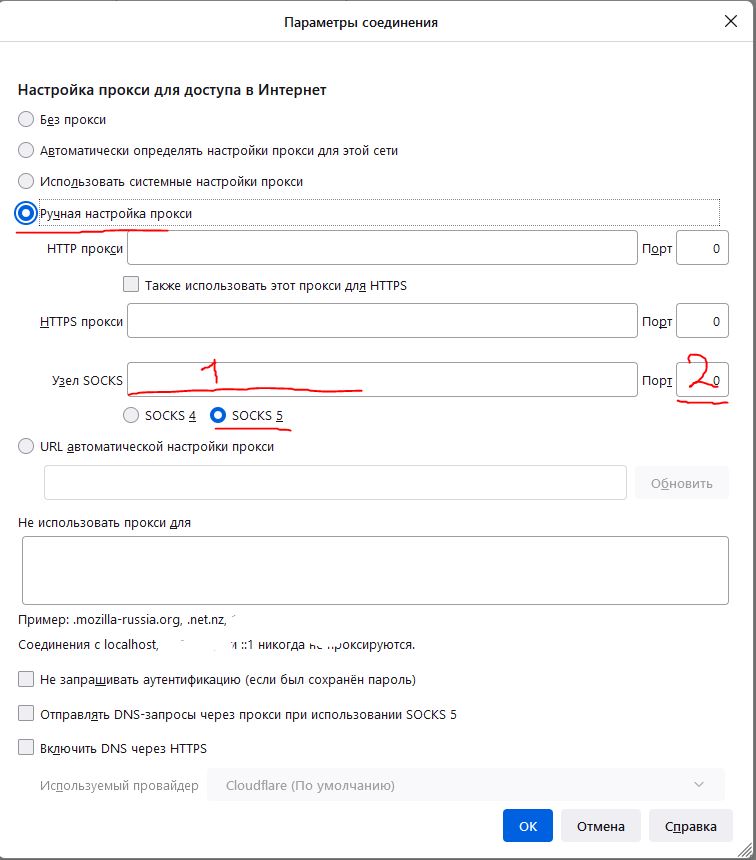 Параметры соединения
Настройка прокси для доступа в Интернет
Без прокси
Автоматически определять настройки прокси для этой сети
Использовать системные настройки прокси
Ручная настройка прокси
HTTP прокси Порт 0
Также использовать этот прокси для HTTPS
HTTPS прокси Порт 0
Узел SOCKS 1 Порт 2 0
SOCKS 4 SOCKS 5
URL автоматической настройки прокси
Обновить
Не использовать прокси для
Пример: .mozilla-russia.org, .net.nz,
Соединения с localhost, и ::1 никогда не проксируются.
Не запрашивать аутентификацию (если был сохранён пароль)
Отправлять DNS-запросы через прокси при использовании SOCKS 5
Включить DNS через HTTPS
Используемый провайдер Cloudflare (По умолчанию)
ОК Отмена Справка